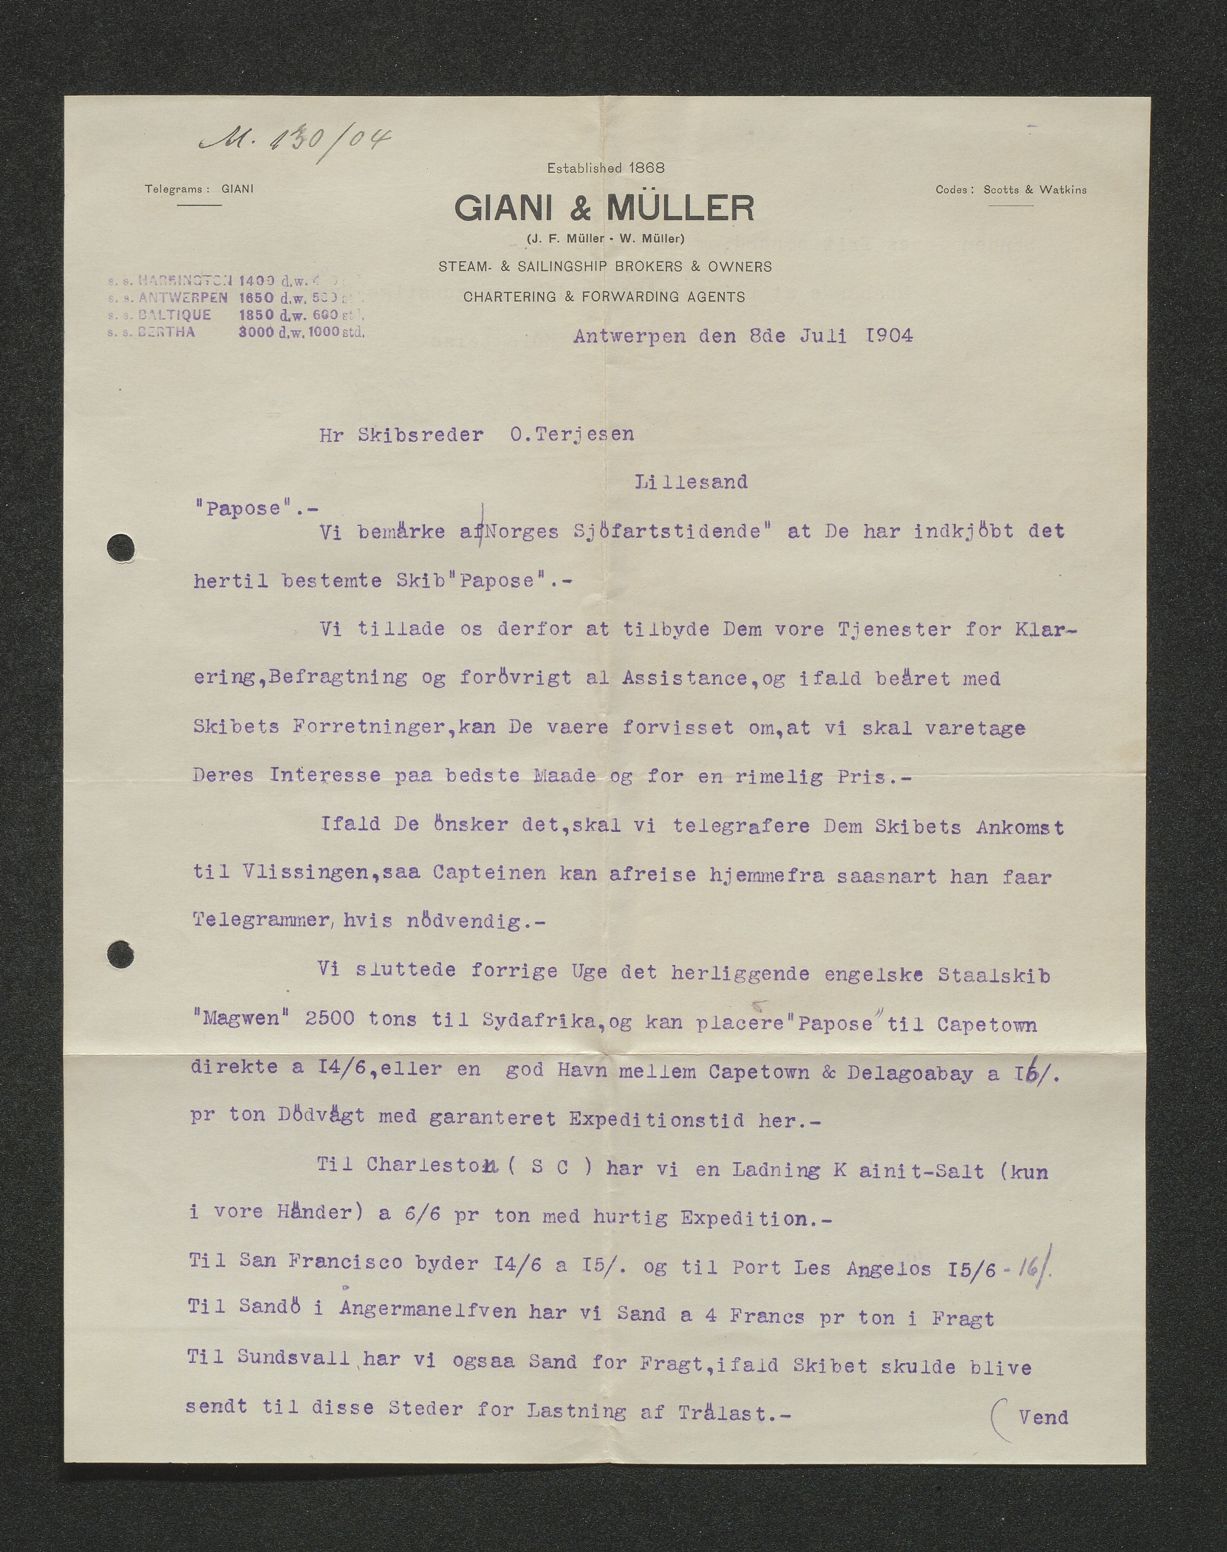 M. 130/04
Established 1868
Telegrams: GIANI
Codes: Scotts & Watkins
GIANI & MÜLLER
(J. F. Müller - W. Müller)
STEAM- & SAILINGSHIP BROKERS & OWNERS
CHARTERING & FORWARDING AGENTS
s. s. HARRINGTON 1400 d.w.
s. s. ANTWERPEN 1650 d.w.
s. s. BALTIQUE 1850 d.w. 600 std.
s. s. BERTHA 3000 d.w. 1000 std.
Antwerpen den 8de Juli I904
Hr Skibsreder O.Terjesen
Lillesand
"Papose".-
Vi bemärke af Norges Sjöfartstidende" at De har indkjöbt det
hertil bestemte Skib"Papose".-
Vi tillade os derfor at tilbyde Dem vore Tjenester for Klar-
ering,Befragtning og forövrigt al Assistance,og ifald beäret med
Skibets Forretninger,kan De vaere forvisset om,at vi skal varetage
Deres Interesse paa bedste Maade og for en rimelig Pris.-
Ifald De önsker det,skal vi telegrafere Dem Skibets Ankomst
til Vlissingen,saa Capteinen kan afreise hjemmefra saasnart han faar
Telegrammer, hvis nödvendig.-
Vi sluttede forrige Uge det herliggende engelske Staalskib
"Magwen" 2500 tons til Sydafrika,og kan placere"Papose"til Capetown
direkte a I4/6,eller en god Havn mellem Capetown & Delagoabay a I6/.
pr ton Dödvägt med garanteret Expeditionstid her.-
Til Charleston ( S C ) har vi en Ladning K ainit-Salt (kun
i vore Händer) a 6/6 pr ton med hurtig Expedition.-
Til San Francisco byder I4/6 a I5/. og til Port Les Angelos I5/6 - 16/.
Til Sandö i Ångermanelfven har vi Sand a 4 Francs pr ton i Fragt
Til Sundsvall,har vi ogsaa Sand for Fragt,ifald Skibet skulde blive
sendt til disse Steder for Lastning af Trälast.-
( Vend